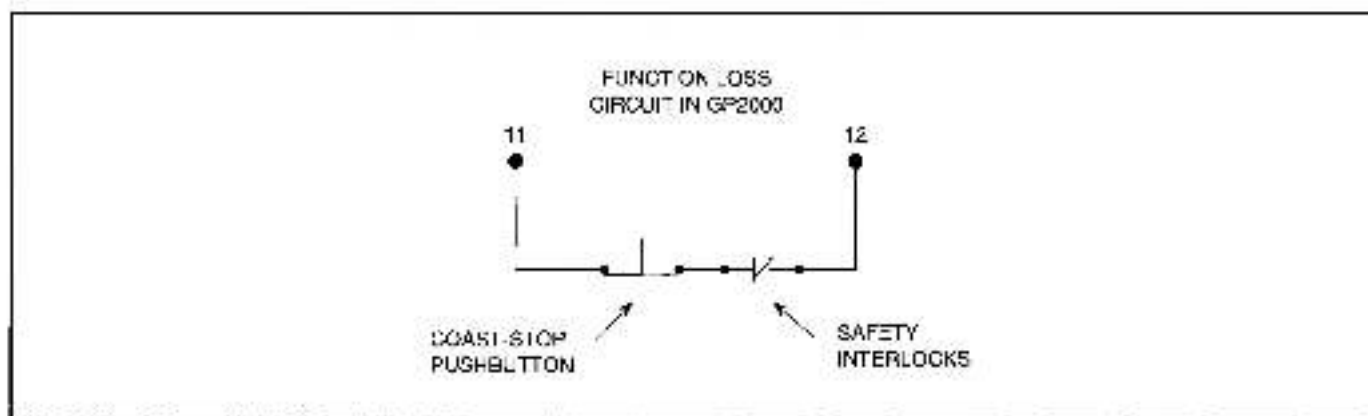 FUNCTION LOSS
CIRCUIT IN GP2000
11
12
COAST-STOP
PUSHBUTTON
SAFETY
INTERLOCKS